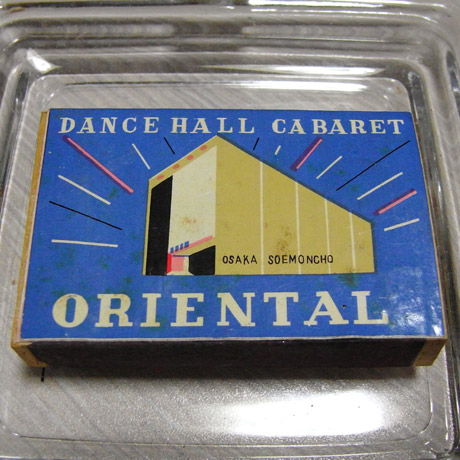 DANCE HALL CABARET
OSAKA SOEMONCHO
ORIENTAL